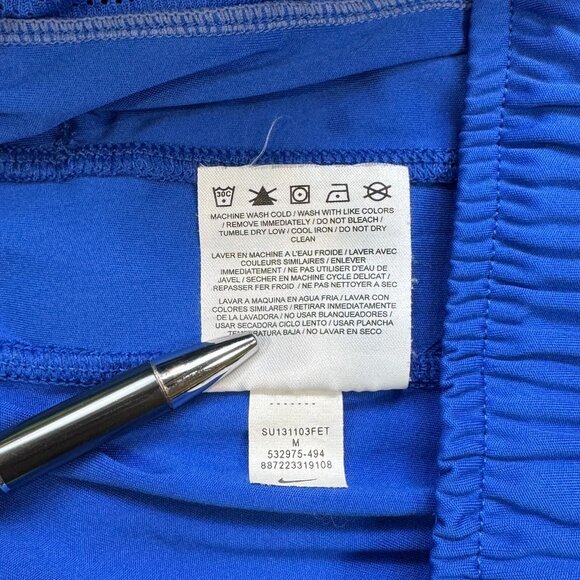 30C
MACHINE WASH COLD / WASH WITH LIKE COLORS
/ REMOVE IMMEDIATELY / DO NOT BLEACH /
TUMBLE DRY LOW / COOL IRON / DO NOT DRY
CLEAN
LAVER EN MACHINE A L'EAU FROIDE / LAVER AVEC
COULEURS SIMILAIRES / ENLEVER
IMMEDIATEMENT / NE PAS UTILISER D'EAU DE
JAVEL / SECHER EN MACHINE CYCLE DELICAT /
REPASSER FER FROID / NE PAS NETTOYER A SEC
LAVAR A MAQUINA EN AGUA FRIA / LAVAR CON
COLORES SIMILARES / RETIRAR INMEDIATAMENTE
DE LA LAVADORA / NO USAR BLANQUEADORES /
USAR SECADORA CICLO LENTO / USAR PLANCHA
TEMPERATURA BAJA / NO LAVAR EN SECO
SU131103FET
M
532975-494
887223319108